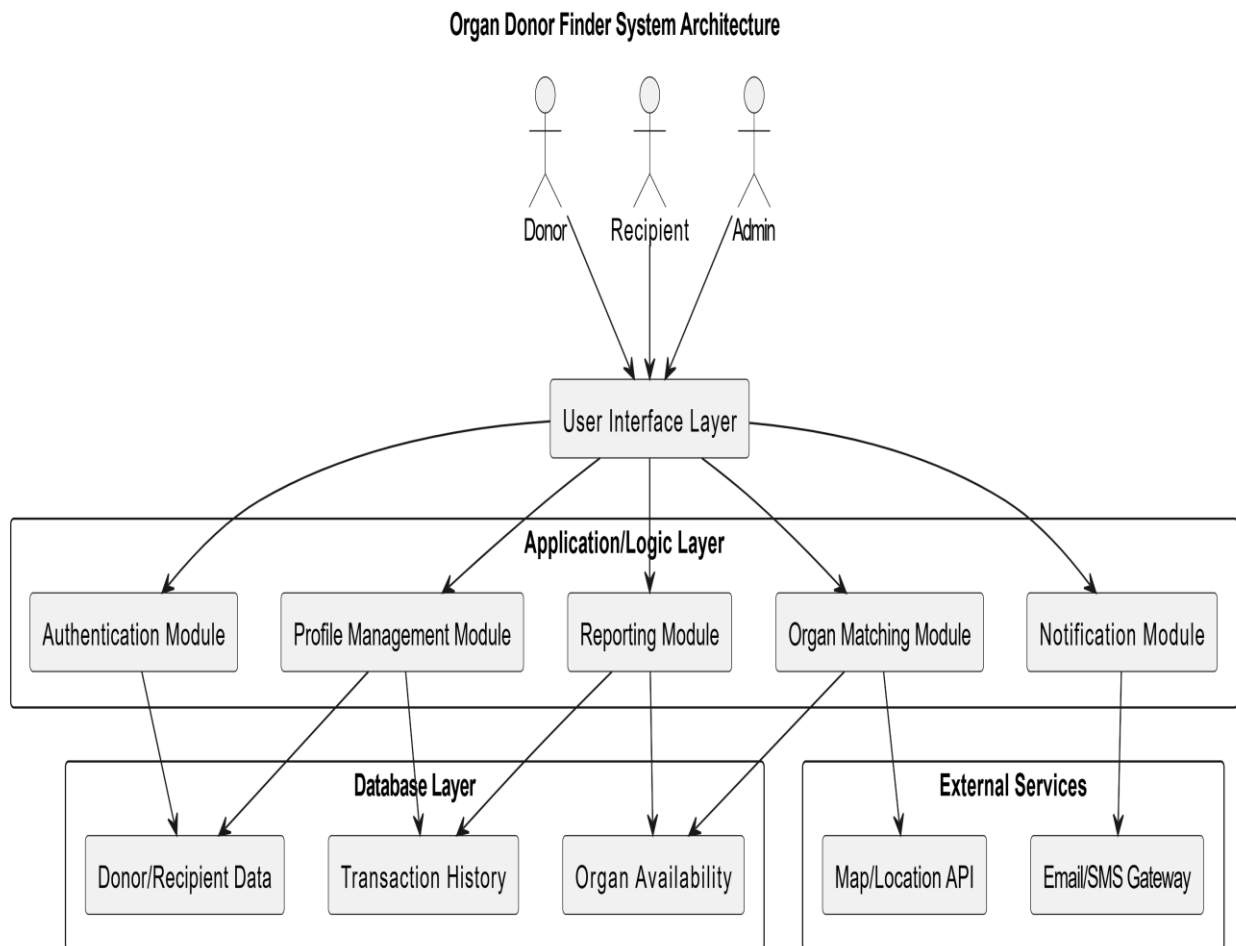 Organ Donor Finder System Architecture
Donor
Recipient
Admin
User Interface Layer
Application/Logic Layer
Authentication Module
Profile Management Module
Reporting Module
Organ Matching Module
Notification Module
Database Layer
External Services
Donor/Recipient Data
Transaction History
Organ Availability
Map/Location API
Email/SMS Gateway